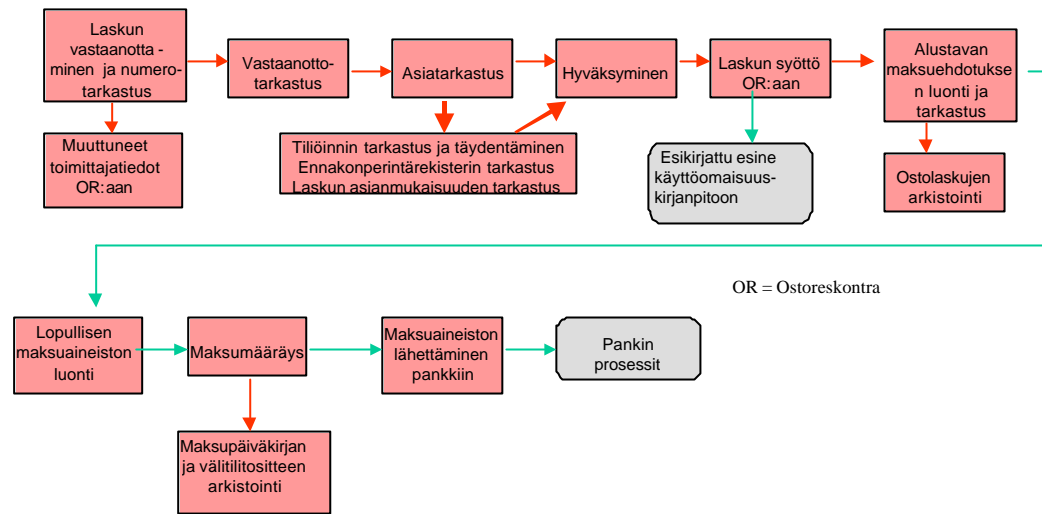 Laskun
vastaanotta -
minen ja numero-
tarkastus
Vastaanotto-
tarkastus
Asiatarkastus
Hyväksyminen
Laskun syöttö
OR:aan
Alustavan
maksuehdotukse
n luonti ja
tarkastus
Muuttuneet
toimittajatiedot
OR:aan
Tiliöinnin tarkastus ja täydentäminen
Ennakonperintärekisterin tarkastus
Laskun asianmukaisuuden tarkastus
Esikirjattu esine
käyttöomaisuus-
kirjanpitoon
Ostolaskujen
arkistointi
OR = Ostoreskontra
Lopullisen
maksuaineiston
luonti
Maksumääräys
Maksuaineiston
lähettäminen
pankkiin
Pankin
prosessit
Maksupäiväkirjan
ja välitilitositteen
arkistointi